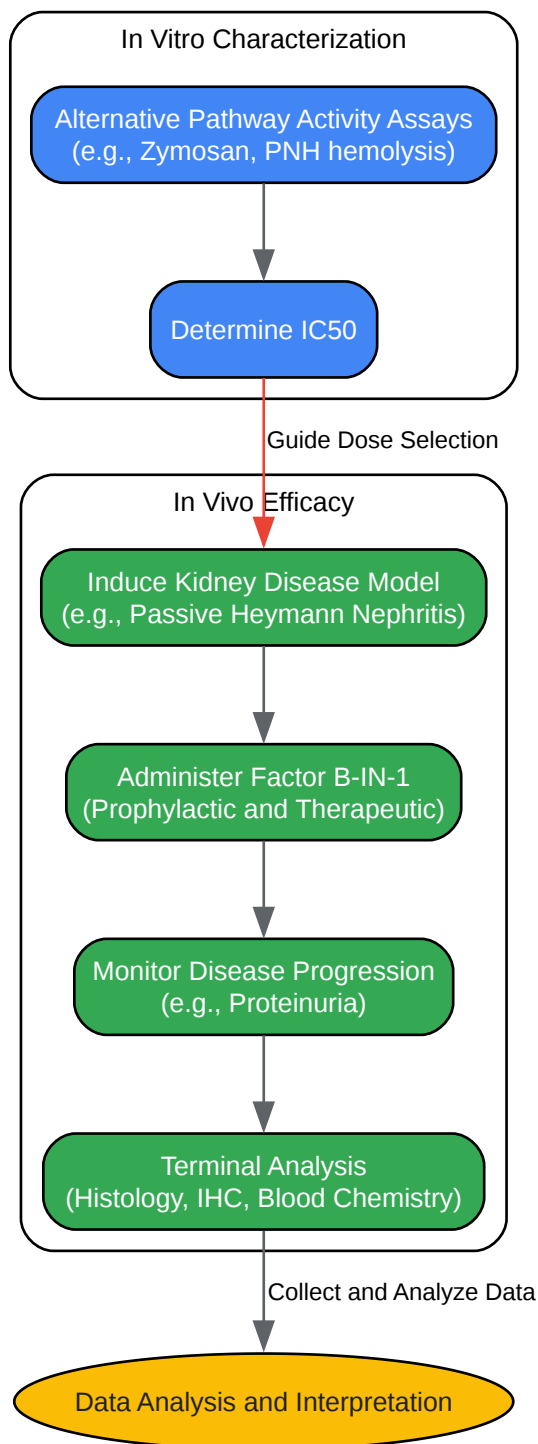 In Vitro Characterization
Alternative Pathway Activity Assays
(e.g., Zymosan, PNH hemolysis)
Determine IC50
Guide Dose Selection
In Vivo Efficacy
Induce Kidney Disease Model
(e.g., Passive Heymann Nephritis)
Administer Factor B-IN-1
(Prophylactic and Therapeutic)
Monitor Disease Progression
(e.g., Proteinuria)
Terminal Analysis
(Histology, IHC, Blood Chemistry)
Collect and Analyze Data
Data Analysis and Interpretation